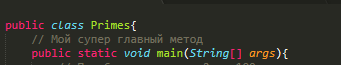 public class Primes{
// Мой супер главный метод
public static void main(String[] args){